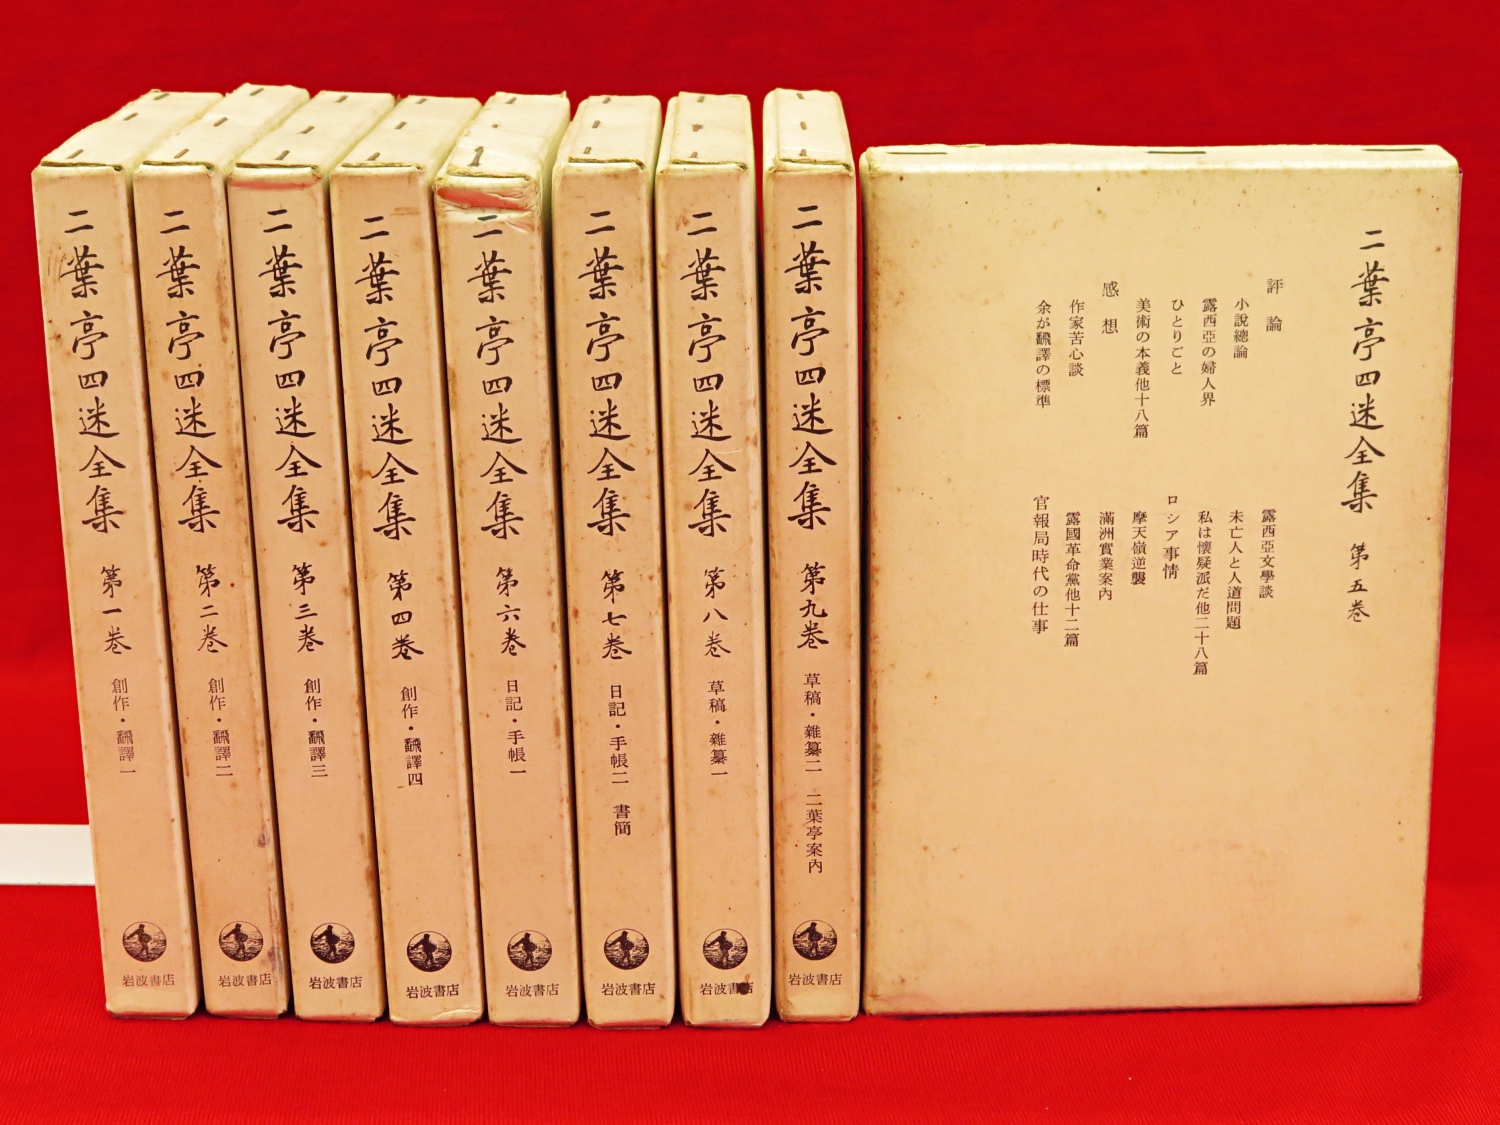 二葉亭四迷全集 第一巻 創作・飜譯一
岩波書店
二葉亭四迷全集 第二巻 創作・飜譯二
岩波書店
二葉亭四迷全集 第三巻 創作・飜譯三
岩波書店
二葉亭四迷全集 第四巻 創作・飜譯四
岩波書店
二葉亭四迷全集 第六巻 日記・手帳一
岩波書店
二葉亭四迷全集 第七巻 日記・手帳二 書簡
岩波書店
二葉亭四迷全集 第八巻 草稿・雜纂一
岩波書店
二葉亭四迷全集 第九巻 草稿・雜纂二 二葉亭案内
岩波書店
二葉亭四迷全集 第五巻
評論
小說總論
露西亞の婦人界
ひとりごと
美術の本義他十八篇
感想
作家苦心談
余が飜譯の標準
露西亞文學談
未亡人と人道問題
私は懷疑派だ他二十八篇
ロシア事情
摩天嶺逆襲
滿洲實業案内
露國革命黨他十二篇
官報局時代の仕事